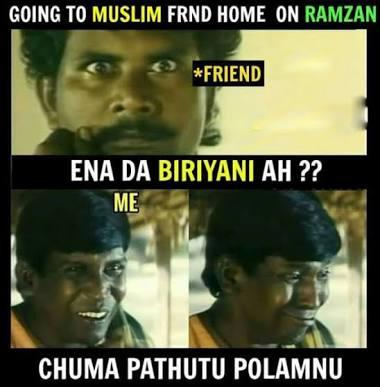 GOING TO MUSLIM FRND HOME ON RAMZAN
*FRIEND
ENA DA BIRIYANI AH ??
ME
CHUMA PATHUTU POLAMNU